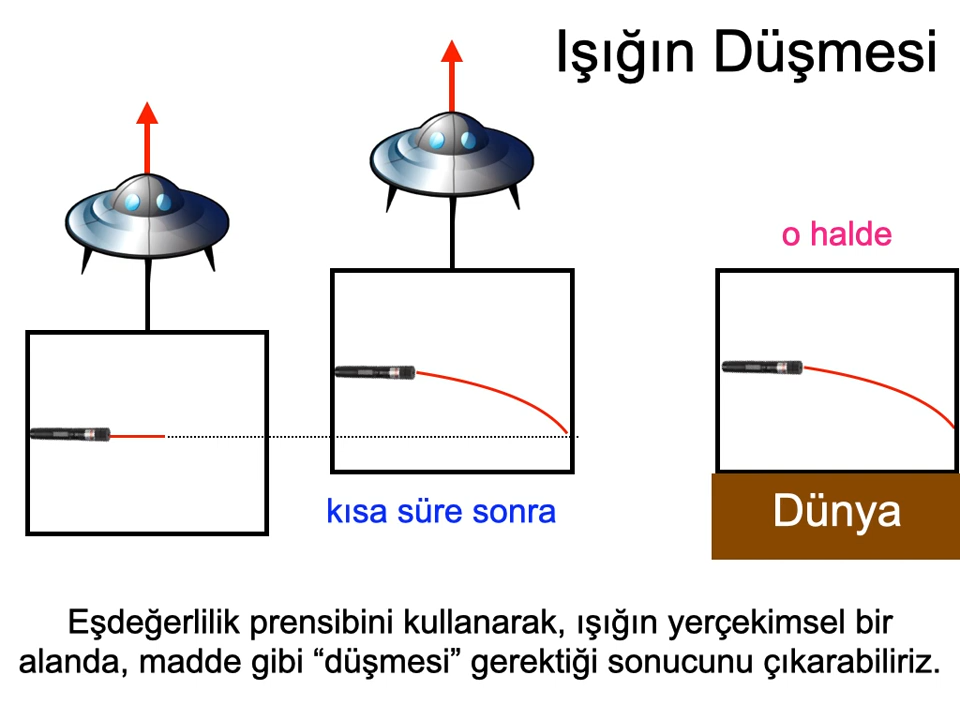 Işığın Düşmesi
o halde
kısa süre sonra
Dünya
Eşdeğerlilik prensibini kullanarak, ışığın yerçekimsel bir
alanda, madde gibi “düşmesi” gerektiği sonucunu çıkarabiliriz.